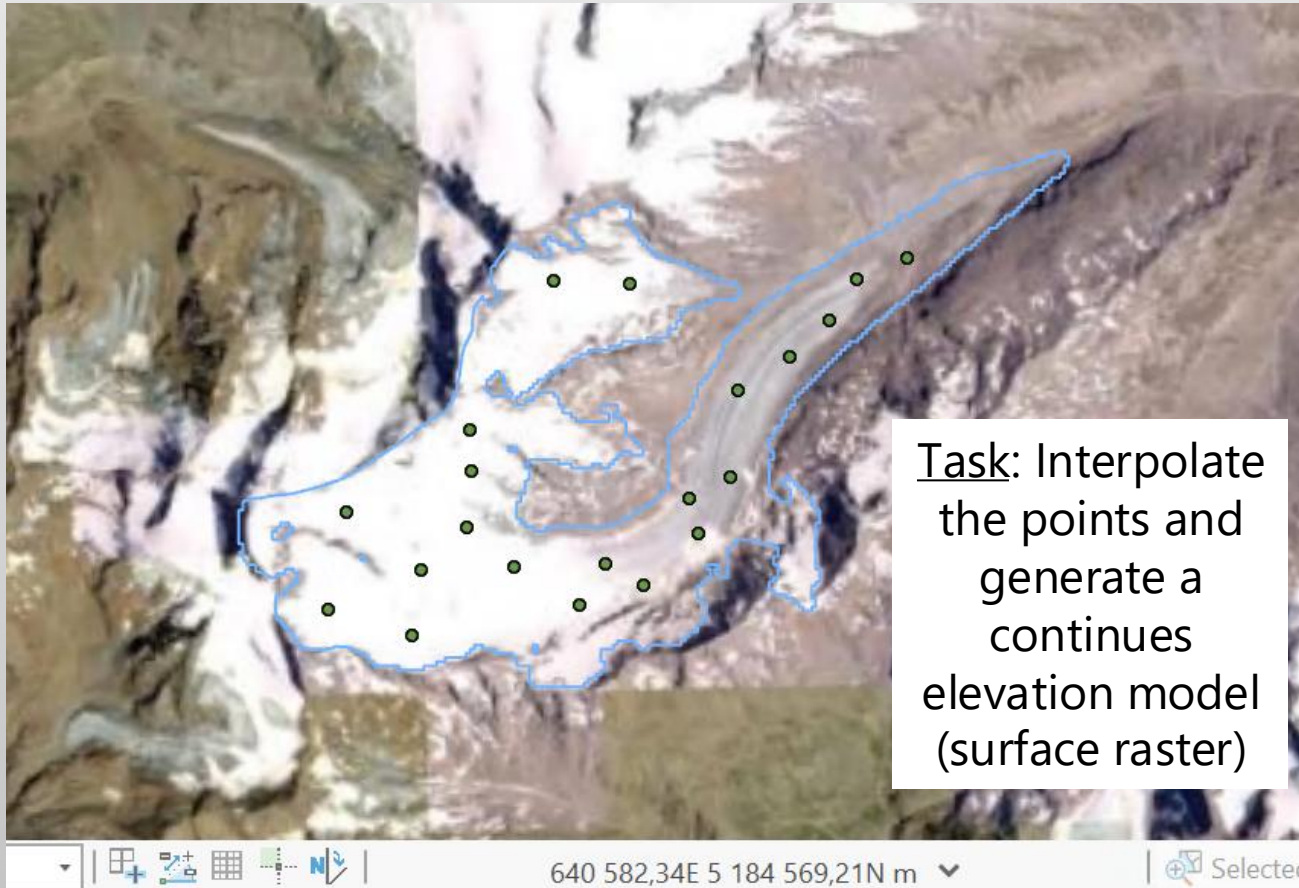 Task: Interpolate
the points and
generate a
continues
elevation model
(surface raster)
640 582,34E 5 184 569,21N m
N